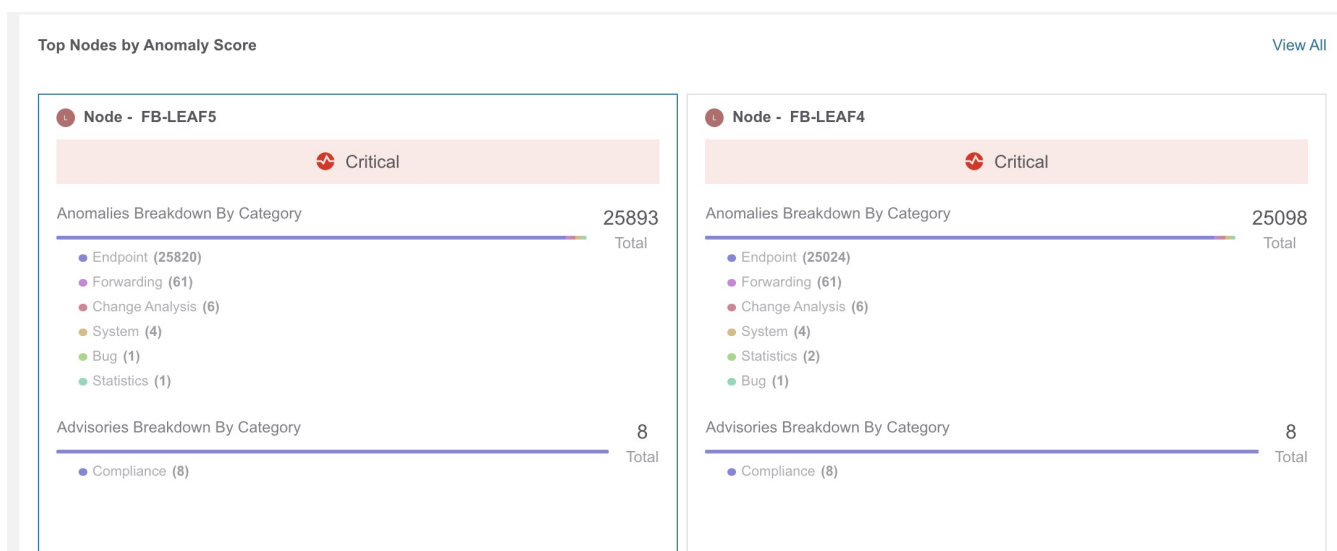 Top Nodes by Anomaly Score
View All
L Node - FB-LEAF5
Critical
Anomalies Breakdown By Category
25893
Total
Endpoint (25820)
Forwarding (61)
Change Analysis (6)
System (4)
Bug (1)
Statistics (1)
Advisories Breakdown By Category
8
Total
Compliance (8)
L Node - FB-LEAF4
Critical
Anomalies Breakdown By Category
25098
Total
Endpoint (25024)
Forwarding (61)
Change Analysis (6)
System (4)
Statistics (2)
Bug (1)
Advisories Breakdown By Category
8
Total
Compliance (8)